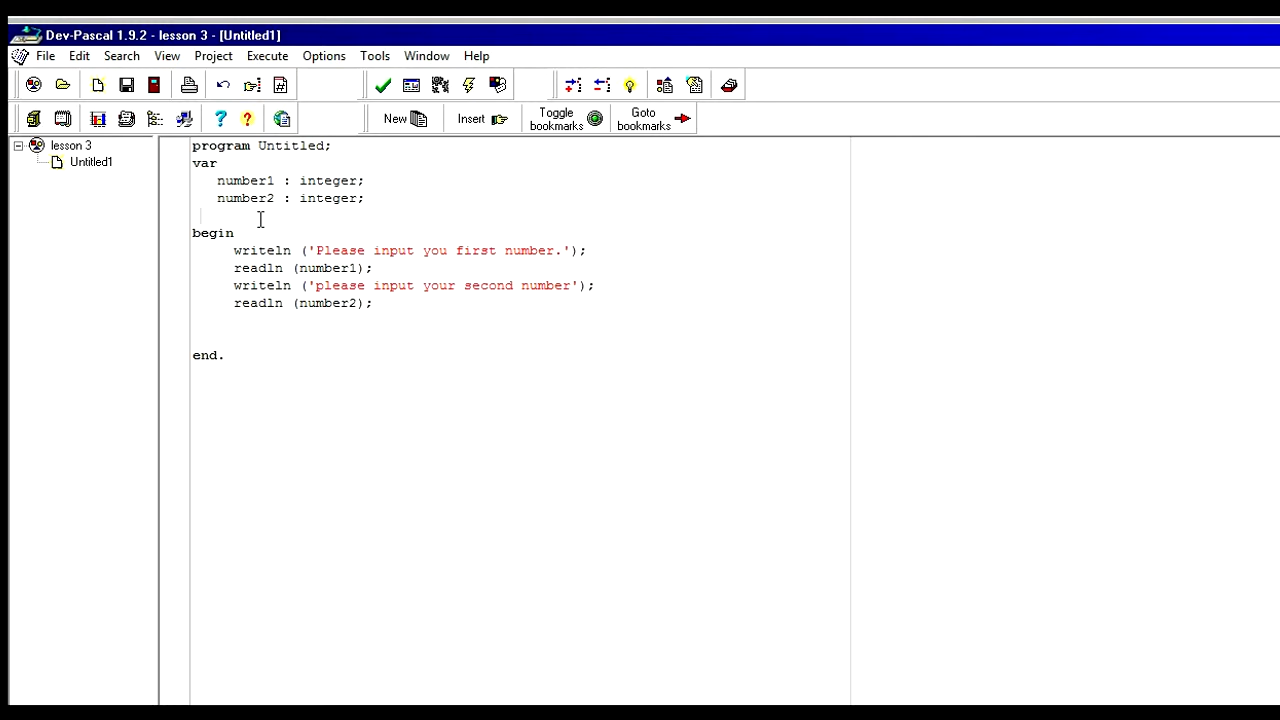 Dev-Pascal 1.9.2 - lesson 3 - [Untitled1]
File Edit Search View Project Execute Options Tools Window Help
New Insert Toggle bookmarks Goto bookmarks
lesson 3
Untitled1
program Untitled;
var
number1 : integer;
number2 : integer;
begin
writeln ('Please input you first number.');
readln (number1);
writeln ('please input your second number');
readln (number2);
end.